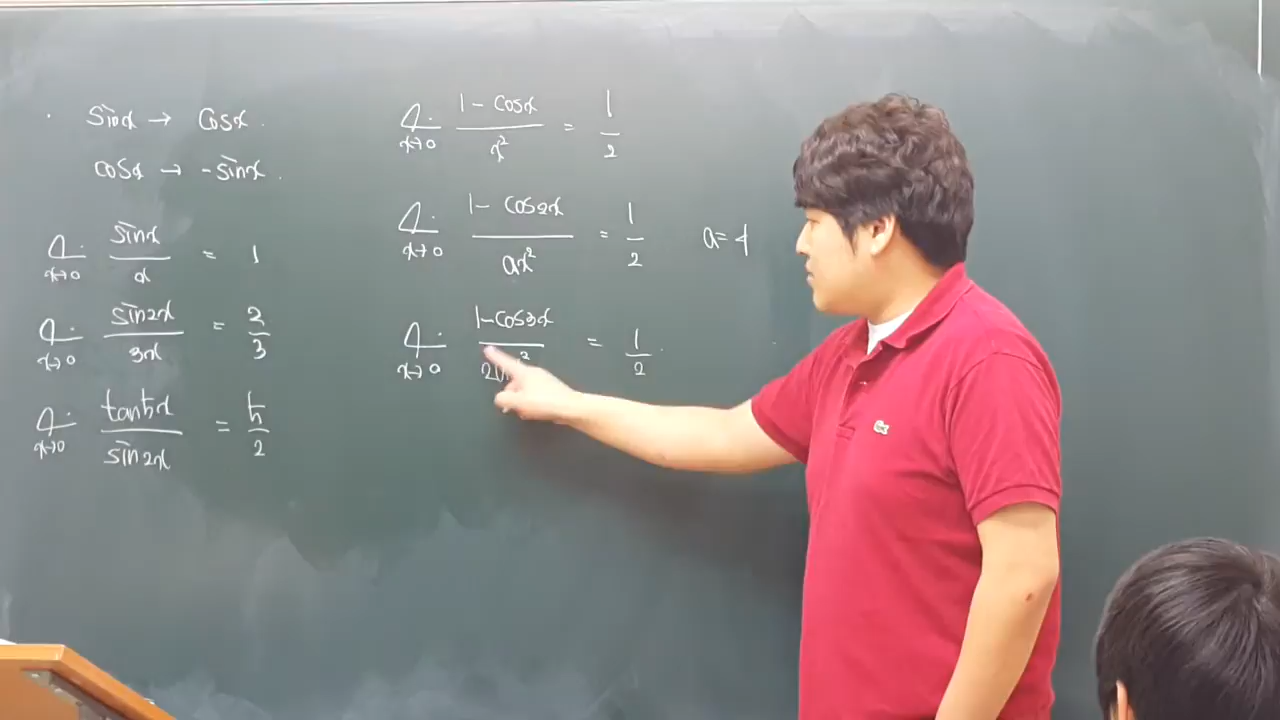 sinx → cosx.
cosx → -sinx.
lim x→0 sinx/x = 1
lim x→0 sin2x/3x = 2/3
lim x→0 tan5x/sin2x = 5/2
lim x→0 1-cosx/x² = 1/2
lim x→0 1-cos2x/ax² = 1/2 a=4
lim x→0 1-cos3x/ = 1/2